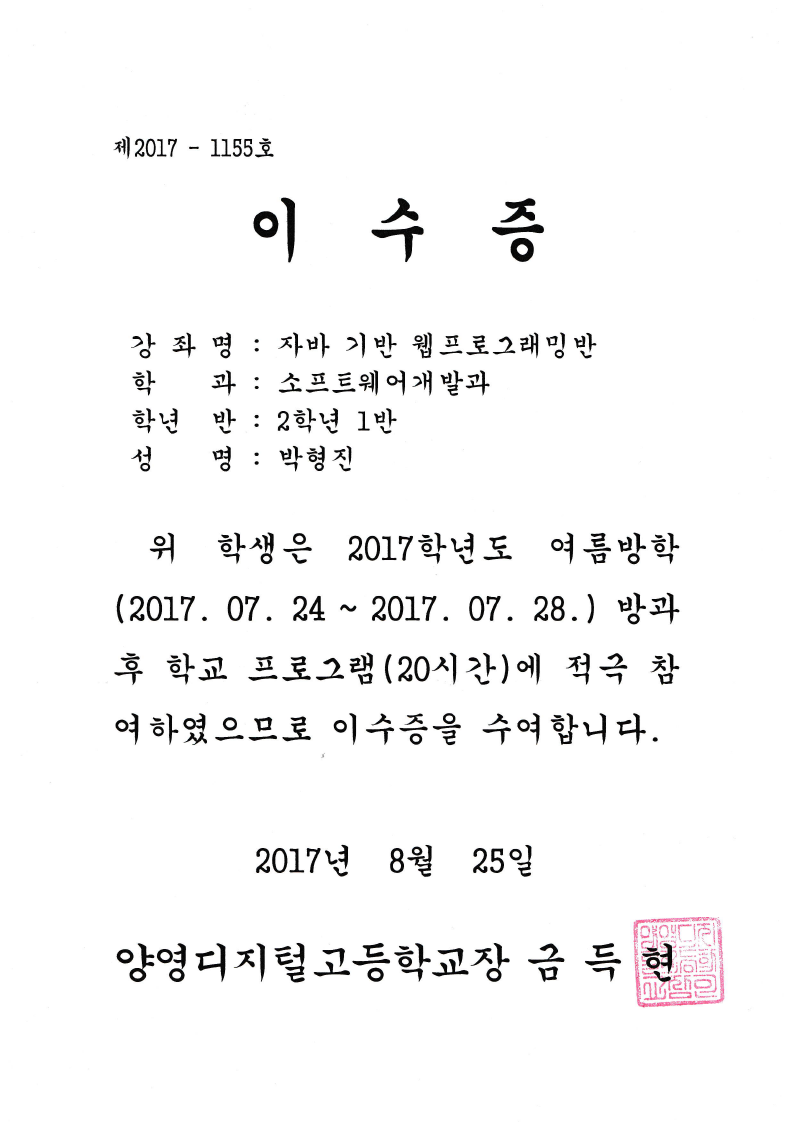 제2017 - 1155호
이 수 증
강 좌 명 : 자바 기반 웹프로그래밍반
학 과 : 소프트웨어개발과
학년 반 : 2학년 1반
성 명 : 박형진
위 학생은 2017학년도 여름방학
(2017. 07. 24 ~ 2017. 07. 28.) 방과
후 학교 프로그램(20시간)에 적극 참
여하였으므로 이수증을 수여합니다.
2017년 8월 25일
양영디지털고등학교장 금 득 현